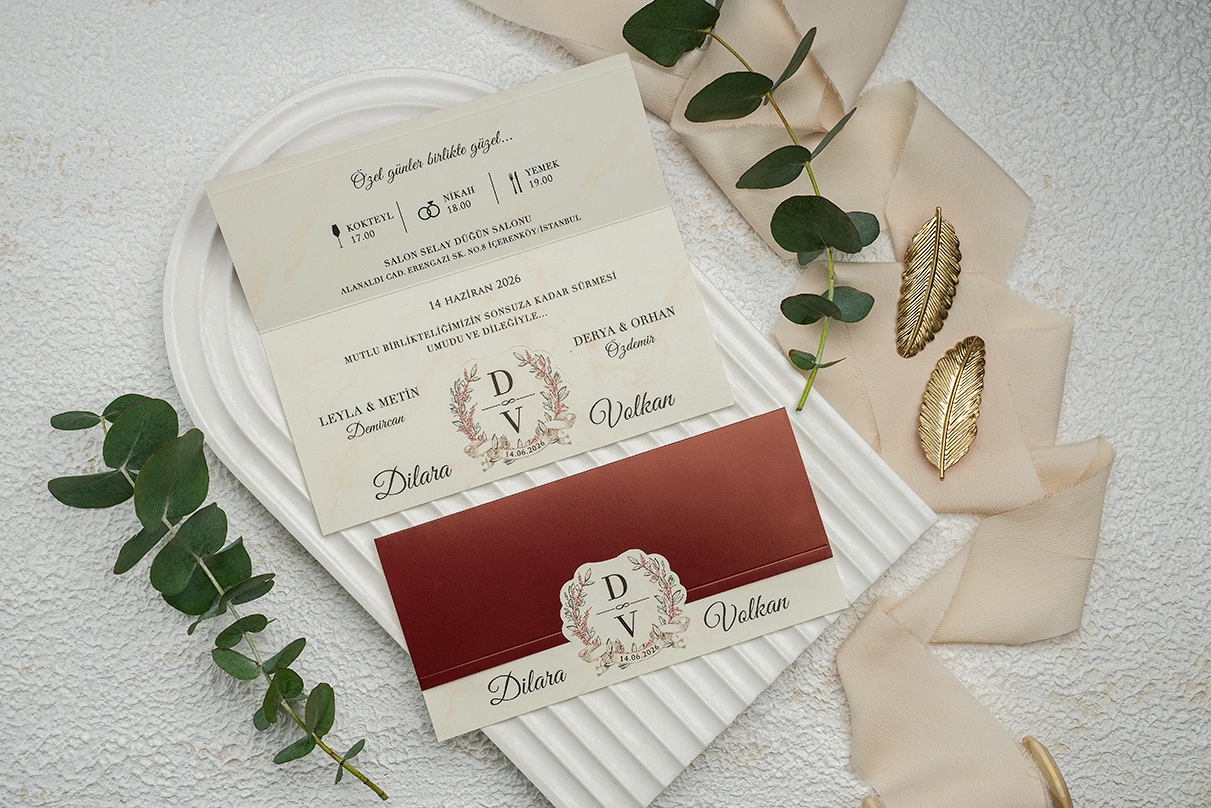 Özel günler birlikte güzel...
KOKTEYL
17.00
NİKAH
18.00
YEMEK
19.00
SALON SELAY DÜĞÜN SALONU
ALANALDI CAD. ERENGAZİ SK. NO.8 İÇERENKÖY/İSTANBUL
14 HAZİRAN 2026
MUTLU BİRLİKTELİĞİMİZİN SONSUZA KADAR SÜRMESİ
UMUDU VE DİLEĞİYLE...
LEYLA & METİN
Demircan
DERYA & ORHAN
Özdemir
D
V
14.06.2026
Dilara
Volkan
D
V
14.06.2026
Dilara
Volkan